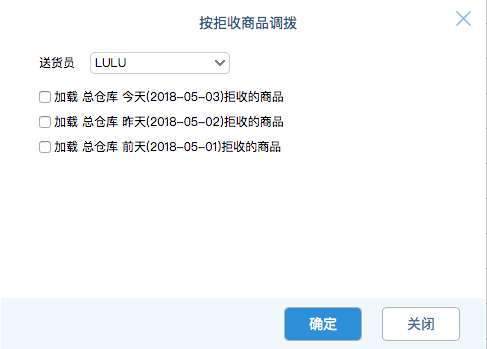 按拒收商品调拨
送货员 LULU
加载 总仓库 今天(2018-05-03)拒收的商品
加载 总仓库 昨天(2018-05-02)拒收的商品
加载 总仓库 前天(2018-05-01)拒收的商品
确定 关闭